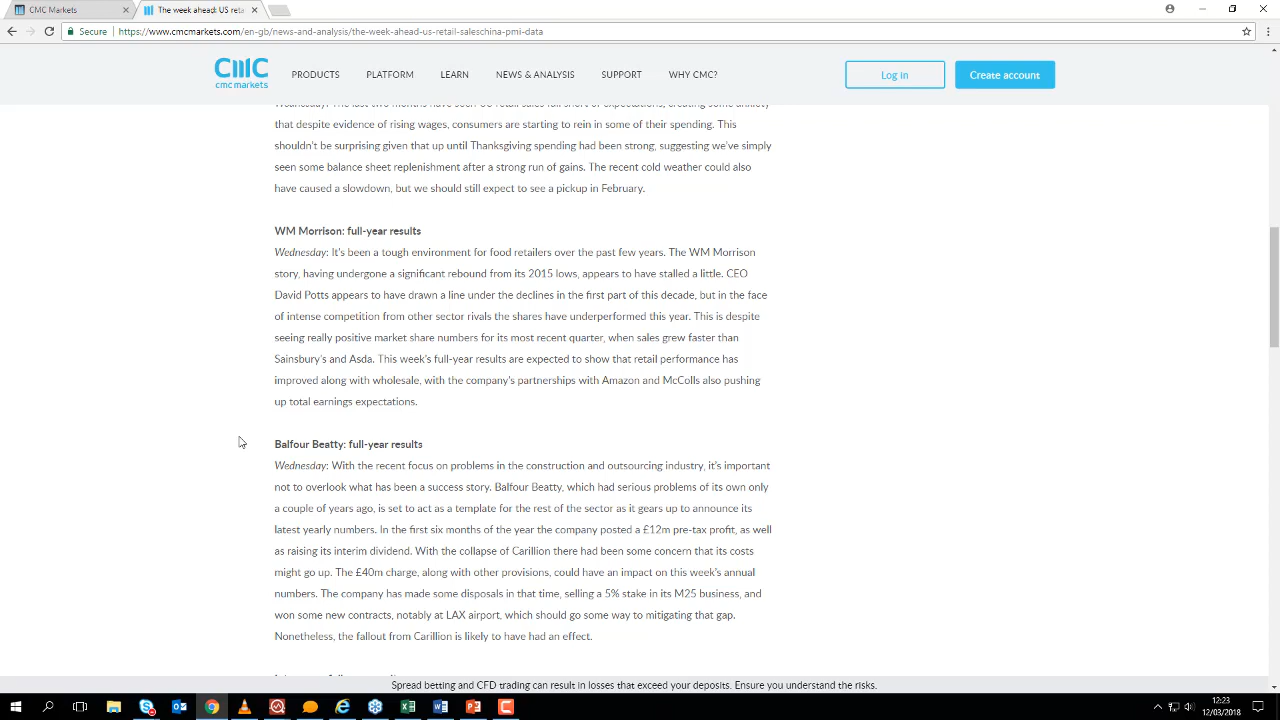 CMC Markets
The week ahead: US reta
Secure
https://www.cmcmarkets.com/en-gb/news-and-analysis/the-week-ahead-us-retail-saleschina-pmi-data
cmc markets
PRODUCTS
PLATFORM
LEARN
NEWS & ANALYSIS
SUPPORT
WHY CMC?
Log in
Create account
that despite evidence of rising wages, consumers are starting to rein in some of their spending. This
shouldn't be surprising given that up until Thanksgiving spending had been strong, suggesting we've simply
seen some balance sheet replenishment after a strong run of gains. The recent cold weather could also
have caused a slowdown, but we should still expect to see a pickup in February.
WM Morrison: full-year results
Wednesday: It's been a tough environment for food retailers over the past few years. The WM Morrison
story, having undergone a significant rebound from its 2015 lows, appears to have stalled a little. CEO
David Potts appears to have drawn a line under the declines in the first part of this decade, but in the face
of intense competition from other sector rivals the shares have underperformed this year. This is despite
seeing really positive market share numbers for its most recent quarter, when sales grew faster than
Sainsbury's and Asda. This week's full-year results are expected to show that retail performance has
improved along with wholesale, with the company's partnerships with Amazon and McColls also pushing
up total earnings expectations.
Balfour Beatty: full-year results
Wednesday: With the recent focus on problems in the construction and outsourcing industry, it's important
not to overlook what has been a success story. Balfour Beatty, which had serious problems of its own only
a couple of years ago, is set to act as a template for the rest of the sector as it gears up to announce its
latest yearly numbers. In the first six months of the year the company posted a £12m pre-tax profit, as well
as raising its interim dividend. With the collapse of Carillion there had been some concern that its costs
might go up. The £40m charge, along with other provisions, could have an impact on this week's annual
numbers. The company has made some disposals in that time, selling a 5% stake in its M25 business, and
won some new contracts, notably at LAX airport, which should go some way to mitigating that gap.
Nonetheless, the fallout from Carillion is likely to have had an effect.
Spread betting and CFD trading can result in losses that exceed your deposits. Ensure you understand the risks.
12:23
12/03/2018